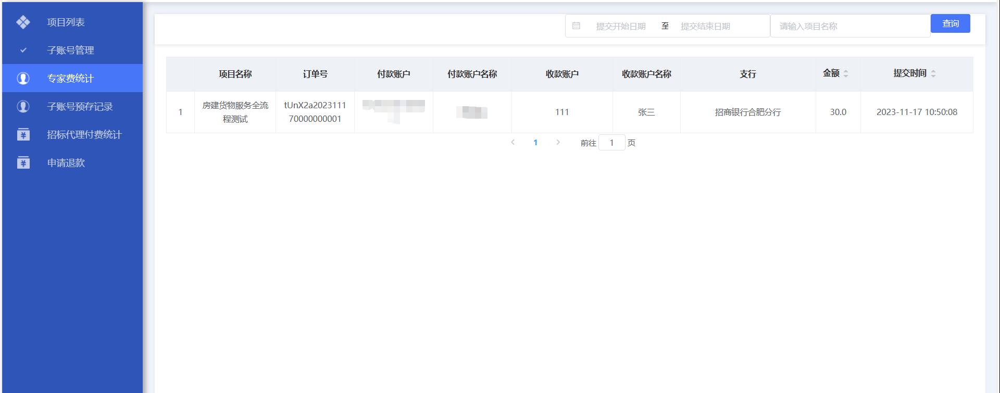 项目列表
子账号管理
专家费统计
子账号预存记录
招标代理付费统计
申请退款
提交开始日期 至 提交结束日期 请输入项目名称 查询
项目名称 订单号 付款账户 付款账户名称 收款账户 收款账户名称 支行 金额 提交时间
1 房建货物服务全流程测试 tUnX2a202311170000000001 111 张三 招商银行合肥分行 30.0 2023-11-17 10:50:08
1 前往 1 页